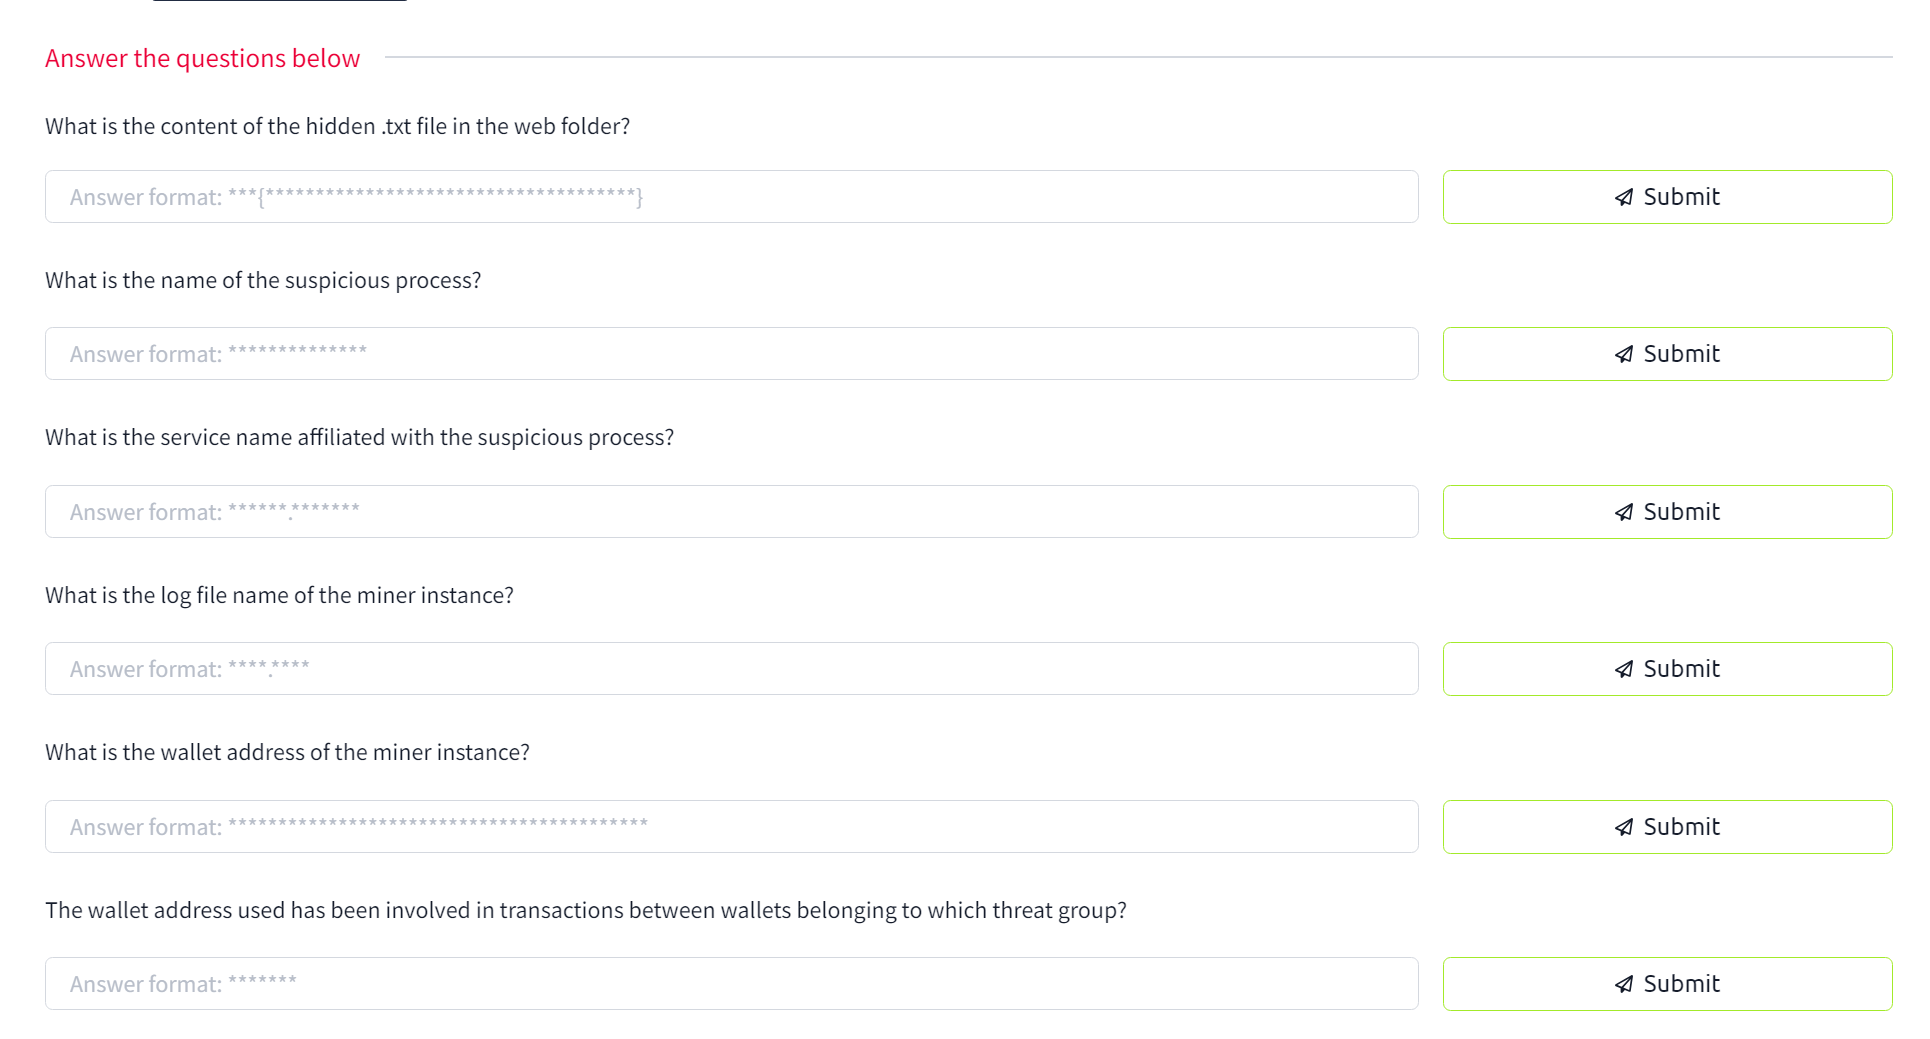 Answer the questions below
What is the content of the hidden .txt file in the web folder?
Answer format: ***{*************************************}
Submit
What is the name of the suspicious process?
Answer format: **************
Submit
What is the service name affiliated with the suspicious process?
Answer format: ******.*******
Submit
What is the log file name of the miner instance?
Answer format: ****.****
Submit
What is the wallet address of the miner instance?
Answer format: ******************************************
Submit
The wallet address used has been involved in transactions between wallets belonging to which threat group?
Answer format: *******
Submit